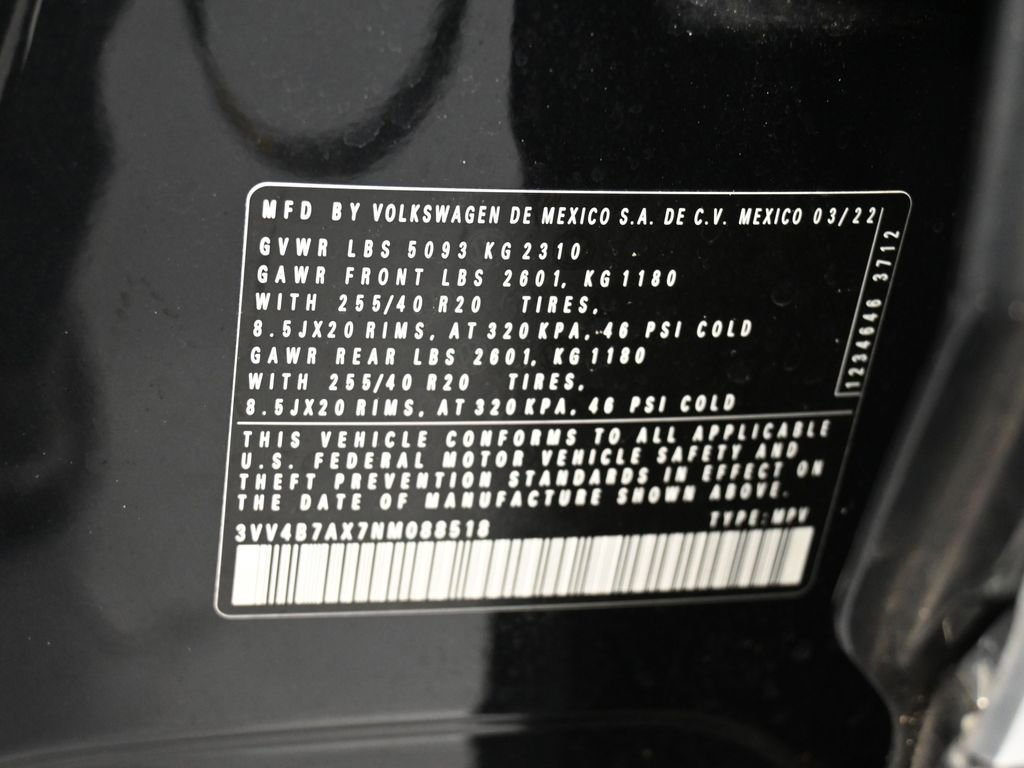 MFD BY VOLKSWAGEN DE MEXICO S.A. DE C.V. MEXICO 03/22
GVWR LBS 5093 KG 2310
GAWR FRONT LBS 2601, KG 1180
WITH 255/40 R20 TIRES,
8.5JX20 RIMS, AT 320 KPA, 46 PSI COLD
GAWR REAR LBS 2601, KG 1180
WITH 255/40 R20 TIRES,
8.5JX20 RIMS, AT 320 KPA, 46 PSI COLD
1234646 3712
THIS VEHICLE CONFORMS TO ALL APPLICABLE
U.S. FEDERAL MOTOR VEHICLE SAFETY AND
THEFT PREVENTION STANDARDS IN EFFECT ON
THE DATE OF MANUFACTURE SHOWN ABOVE.
3VV4B7AX7NM088518 TYPE: MPV